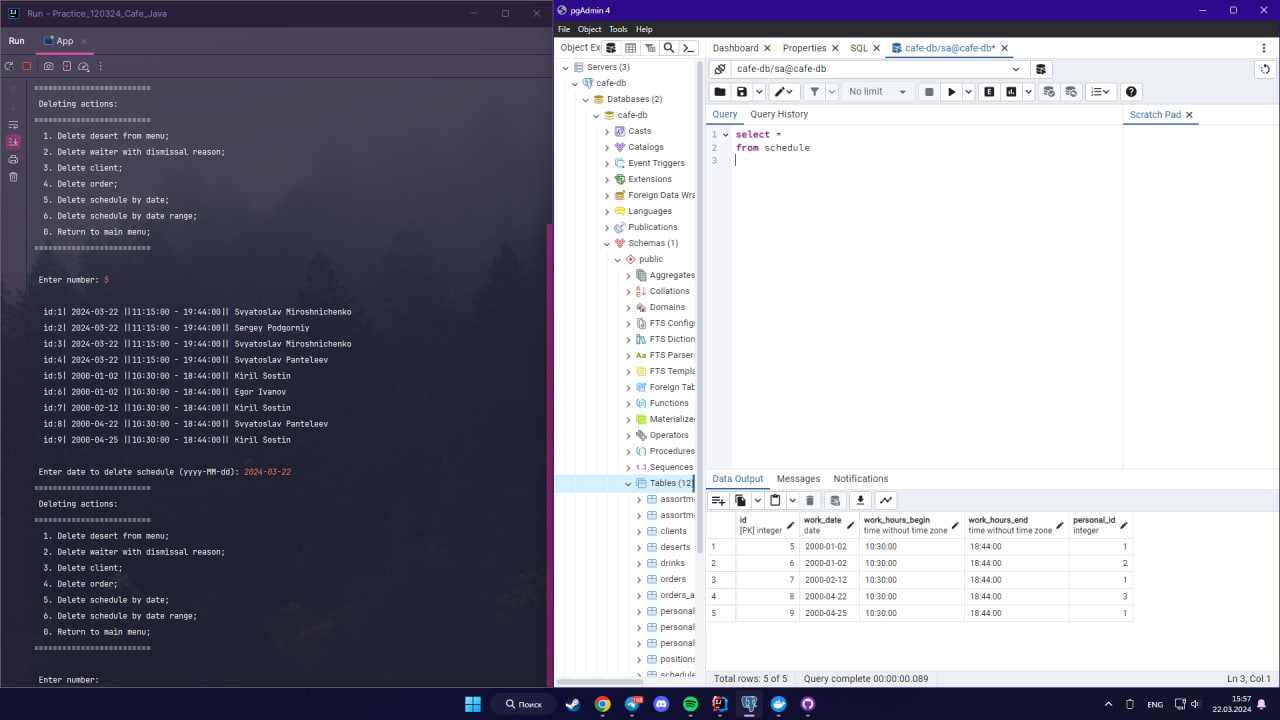 Run - Practice_120324_Cafe_Java
Run App
==========================
Deleting actions:
==========================
1. Delete desert from menu;
2. Delete waiter with dismissal reason;
3. Delete client;
4. Delete order;
5. Delete schedule by date;
6. Delete schedule by date range;
0. Return to main menu;
==========================
Enter number: 5
id:1| 2024-03-22 ||11:15:00 - 19:44:00|| Svyatoslav Miroshnichenko
id:2| 2024-03-22 ||11:15:00 - 19:44:00|| Sergey Podgorniy
id:3| 2024-03-22 ||11:15:00 - 19:44:00|| Svyatoslav Miroshnichenko
id:4| 2024-03-22 ||11:15:00 - 19:44:00|| Svyatoslav Panteleev
id:5| 2000-01-02 ||10:30:00 - 18:44:00|| Kiril Sostin
id:6| 2000-01-02 ||10:30:00 - 18:44:00|| Egor Ivanov
id:7| 2000-02-12 ||10:30:00 - 18:44:00|| Kiril Sostin
id:8| 2000-04-22 ||10:30:00 - 18:44:00|| Svyatoslav Panteleev
id:9| 2000-04-25 ||10:30:00 - 18:44:00|| Kiril Sostin
Enter date to delete schedule (yyyy-MM-dd): 2024-03-22
==========================
Deleting actions:
==========================
1. Delete desert from menu;
2. Delete waiter with dismissal reason;
3. Delete client;
4. Delete order;
5. Delete schedule by date;
6. Delete schedule by date range;
0. Return to main menu;
==========================
Enter number:
pgAdmin 4
File Object Tools Help
Object Ex
Servers (3)
cafe-db
Databases (2)
cafe-db
Casts
Catalogs
Event Triggers
Extensions
Foreign Data Wra
Languages
Publications
Schemas (1)
public
Aggregates
Collations
Domains
FTS Config
FTS Diction
FTS Parser
FTS Templa
Foreign Tab
Functions
Materialize
Operators
Procedures
1..3 Sequences
Tables (12)
assortm
assortm
clients
deserts
drinks
orders
orders_a
personal
personal
personal
positions
schedule
Dashboard Properties SQL cafe-db/sa@cafe-db*
cafe-db/sa@cafe-db
No limit
Query Query History
Scratch Pad
1 select *
2 from schedule
3
Data Output Messages Notifications
id work_date work_hours_begin work_hours_end personal_id
[PK] integer date time without time zone time without time zone integer
1 5 2000-01-02 10:30:00 18:44:00 1
2 6 2000-01-02 10:30:00 18:44:00 2
3 7 2000-02-12 10:30:00 18:44:00 1
4 8 2000-04-22 10:30:00 18:44:00 3
5 9 2000-04-25 10:30:00 18:44:00 1
Total rows: 5 of 5 Query complete 00:00:00.089 Ln 3, Col 1
Поиск
ENG
15:57
22.03.2024